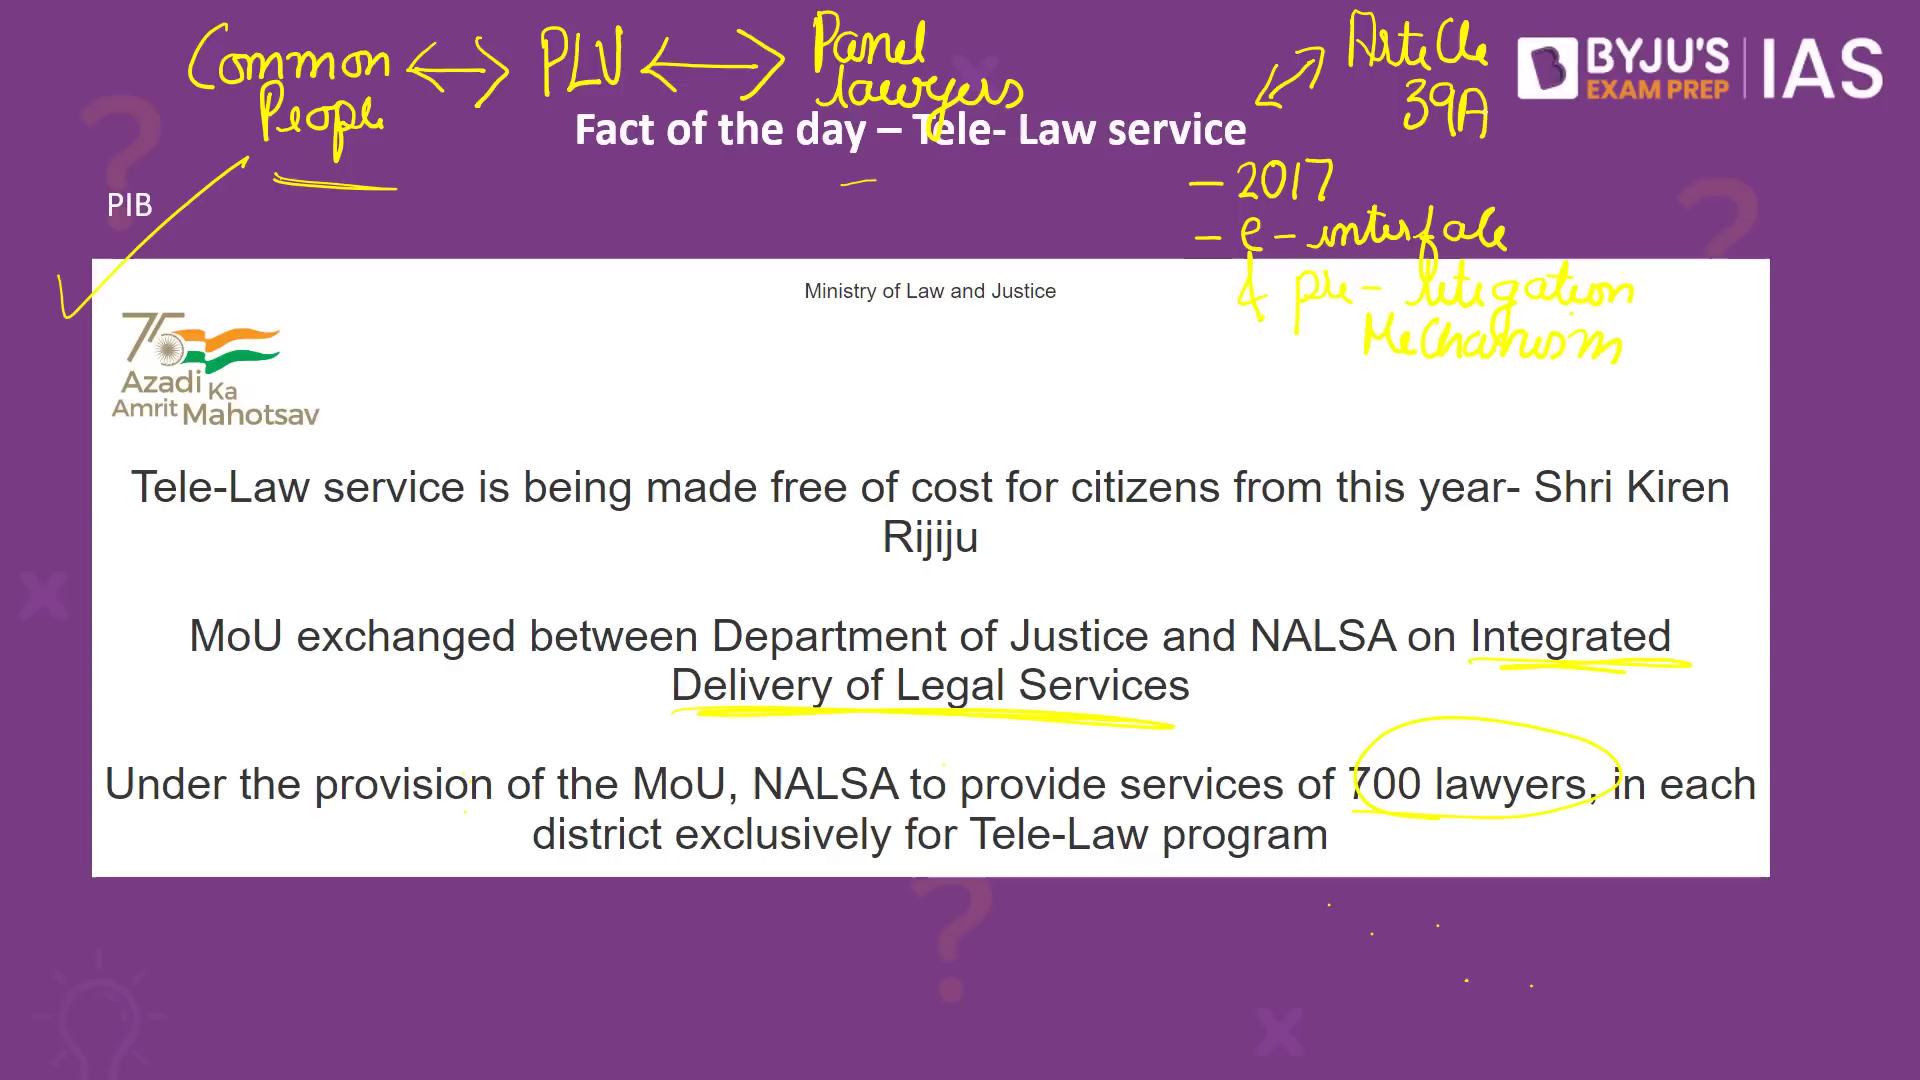 Common
People
PLV
Panel
lawyers
Article
39A
BYJU'S
EXAM PREP
IAS
Fact of the day – Tele- Law service
- 2017
- e-interface
& pre-litigation
Mechanism
PIB
Ministry of Law and Justice
75
Azadi Ka
Amrit Mahotsav
Tele-Law service is being made free of cost for citizens from this year- Shri Kiren
Rijiju
MoU exchanged between Department of Justice and NALSA on Integrated
Delivery of Legal Services
Under the provision of the MoU, NALSA to provide services of 700 lawyers, in each
district exclusively for Tele-Law program